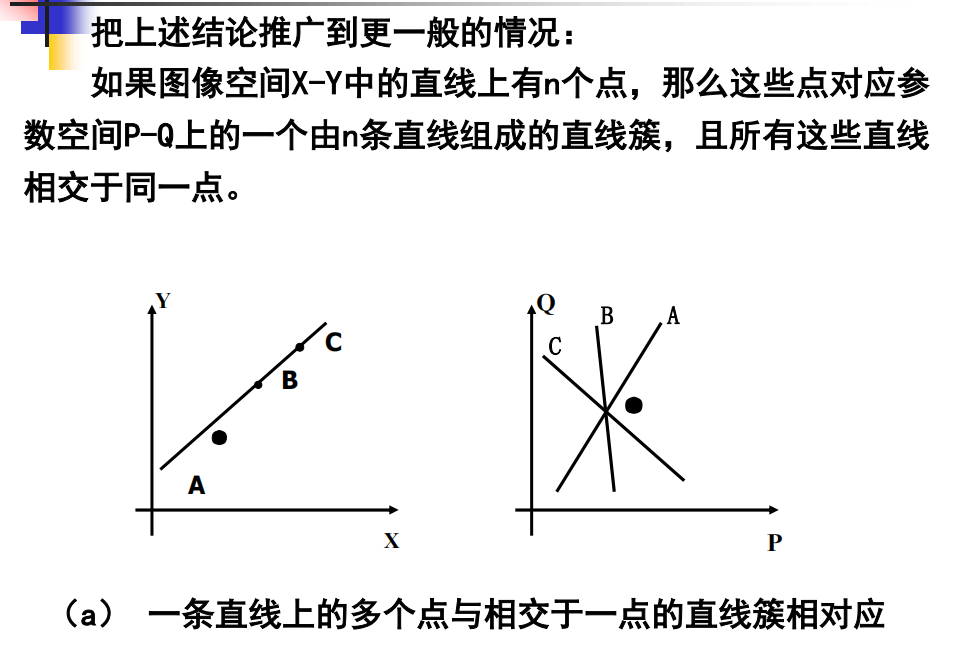 把上述结论推广到更一般的情况：
如果图像空间X-Y中的直线上有n个点，那么这些点对应参
数空间P-Q上的一个由n条直线组成的直线簇，且所有这些直线
相交于同一点。
Y
C
B
A
X
Q
B
A
C
P
（a） 一条直线上的多个点与相交于一点的直线簇相对应